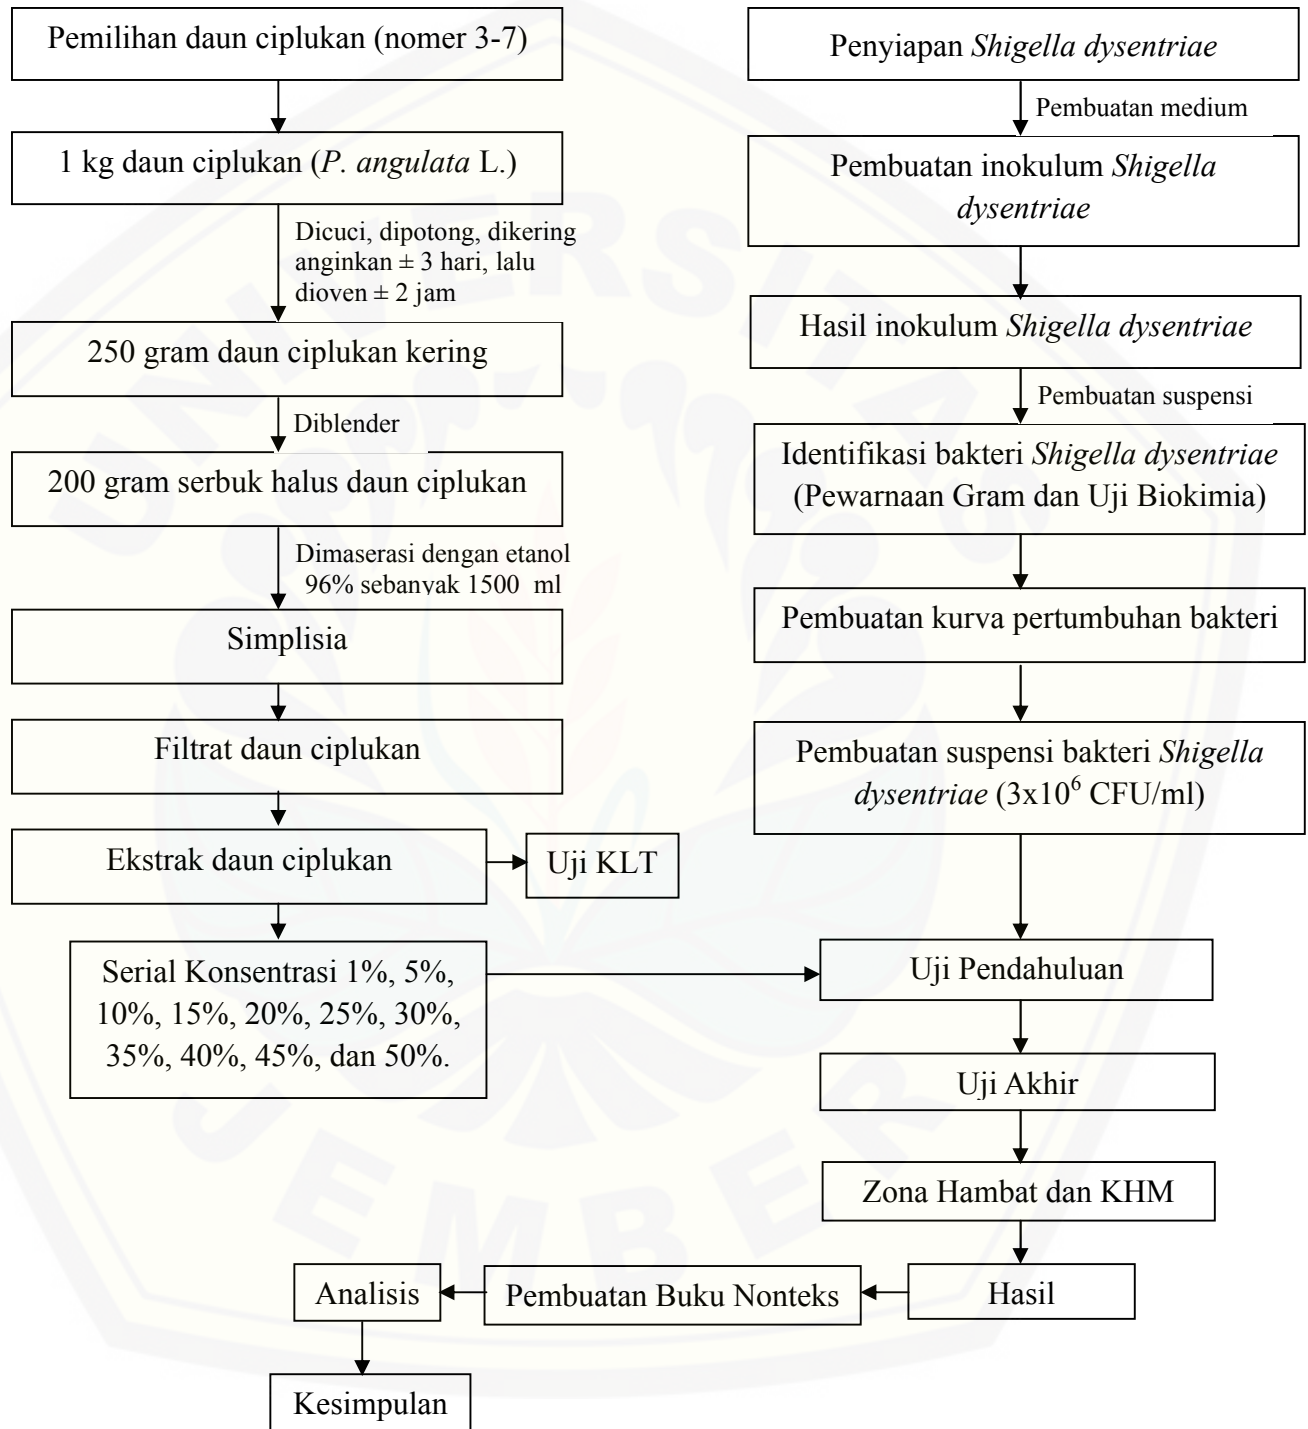 Pemilihan daun ciplukan (nomer 3-7)
1 kg daun ciplukan (P. angulata L.)
Dicuci, dipotong, dikering
anginkan ± 3 hari, lalu
dioven ± 2 jam
250 gram daun ciplukan kering
Diblender
200 gram serbuk halus daun ciplukan
Dimaserasi dengan etanol
96% sebanyak 1500 ml
Simplisia
Filtrat daun ciplukan
Ekstrak daun ciplukan
Uji KLT
Serial Konsentrasi 1%, 5%,
10%, 15%, 20%, 25%, 30%,
35%, 40%, 45%, dan 50%.
Penyiapan Shigella dysentriae
Pembuatan medium
Pembuatan inokulum Shigella
dysentriae
Hasil inokulum Shigella dysentriae
Pembuatan suspensi
Identifikasi bakteri Shigella dysentriae
(Pewarnaan Gram dan Uji Biokimia)
Pembuatan kurva pertumbuhan bakteri
Pembuatan suspensi bakteri Shigella
dysentriae (3x10⁶ CFU/ml)
Uji Pendahuluan
Uji Akhir
Zona Hambat dan KHM
Hasil
Pembuatan Buku Nonteks
Analisis
Kesimpulan
UNIVERSITAS
JEMBER